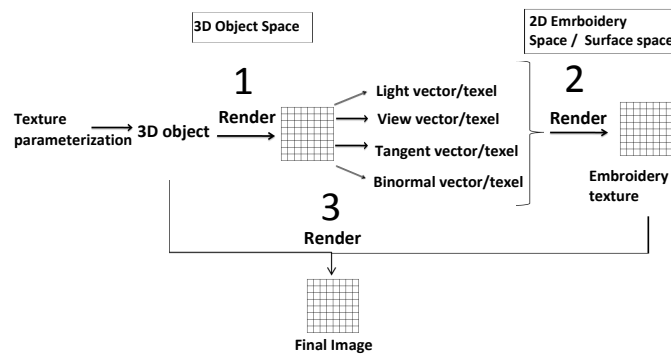 3D Object Space
2D Emrboidery
Space / Surface space
1
2
Render
Render
Light vector/texel
View vector/texel
Tangent vector/texel
Binormal vector/texel
Texture
parameterization
3D object
Embroidery
texture
3
Render
Final Image